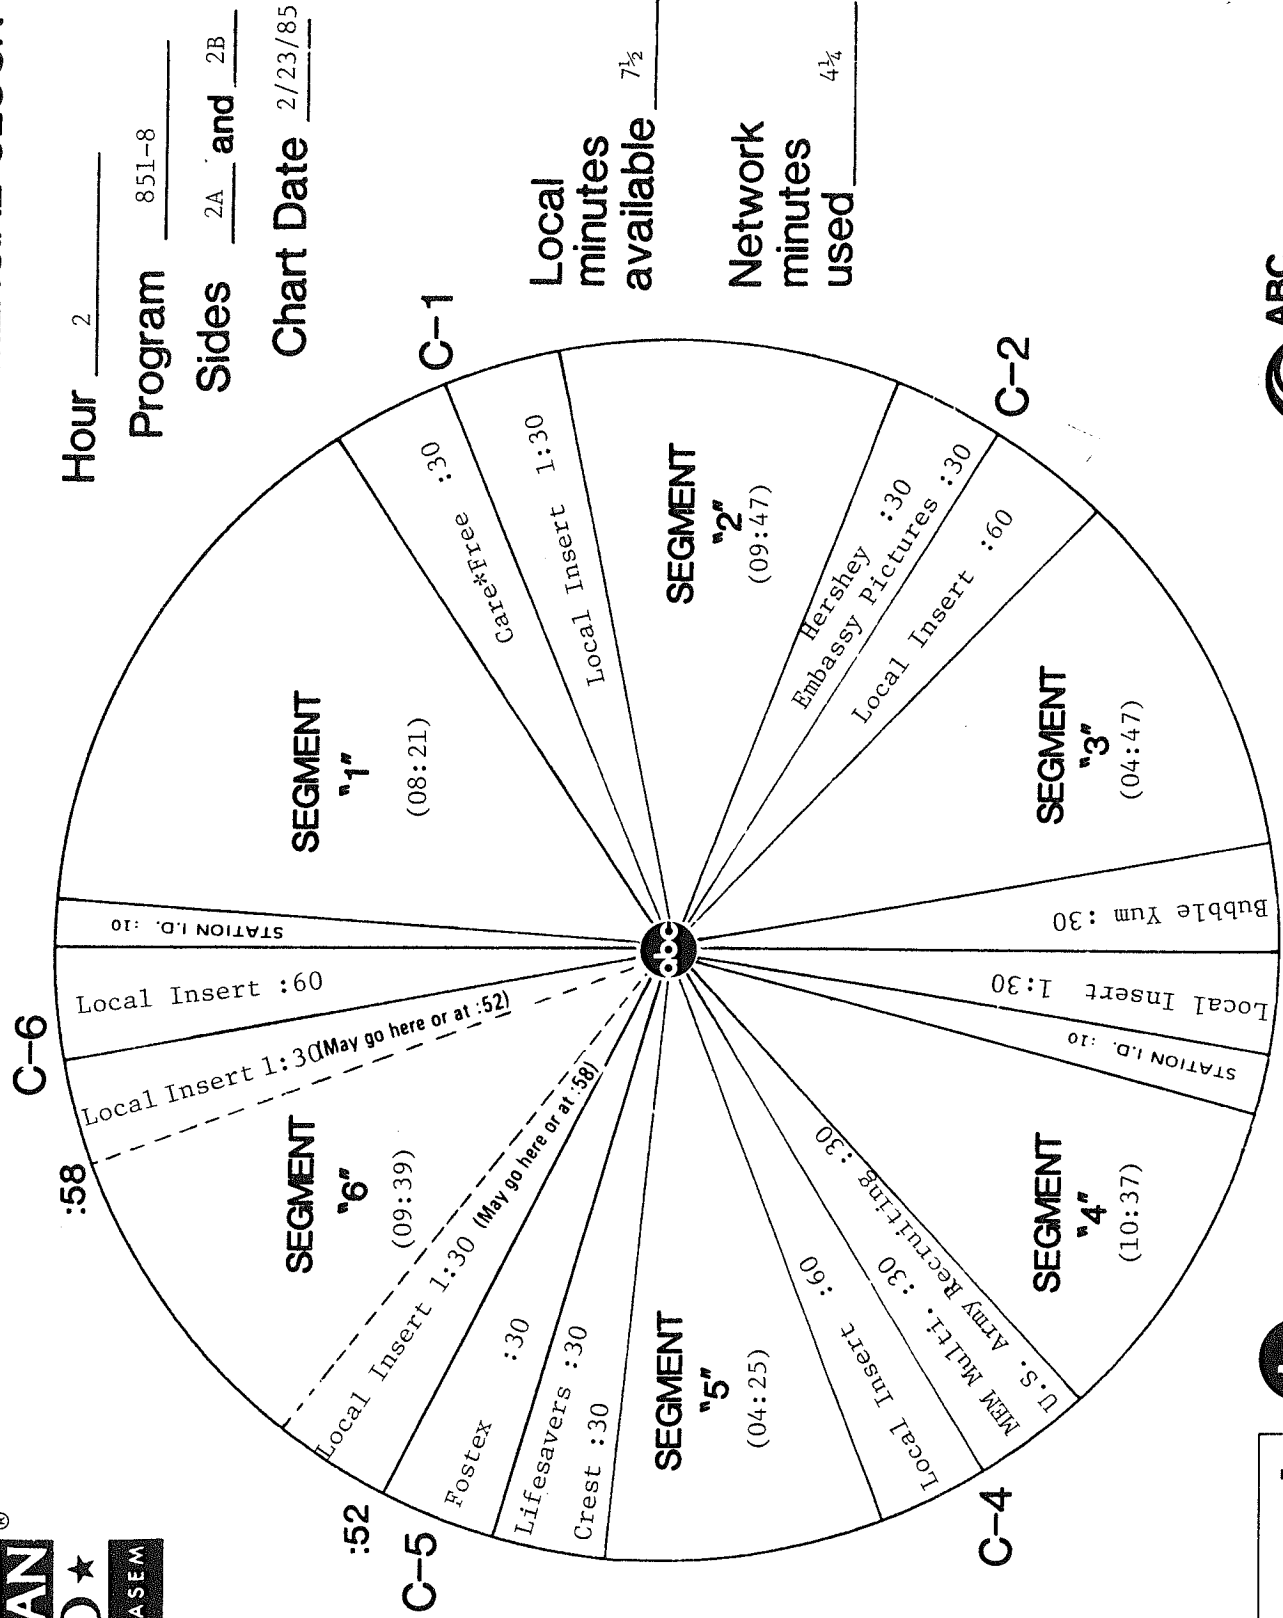 Hour 2
Program 851-8
Sides 2A and 2B
Chart Date 2/23/85
Local
minutes
available 7½
Network
minutes
used 4¼
SEGMENT
"1"
(08:21)
Care*Free :30
C-1
Local Insert 1:30
SEGMENT
"2"
(09:47)
Hershey :30
Embassy Pictures :30
C-2
Local Insert :60
SEGMENT
"3"
(04:47)
Bubble Yum :30
Local Insert 1:30
STATION I.D. :10
SEGMENT
"4"
(10:37)
U.S. Army Recruiting :30
MEM Multi. :30
C-4
Local Insert :60
SEGMENT
"5"
(04:25)
Crest :30
Lifesavers :30
C-5
Fostex :30
:52
Local Insert 1:30 (May go here or at :58)
SEGMENT
"6"
(09:39)
:58
Local Insert 1:30 (May go here or at :52)
C-6
Local Insert :60
STATION I.D. :10
abc
ABC
AN
ASEM